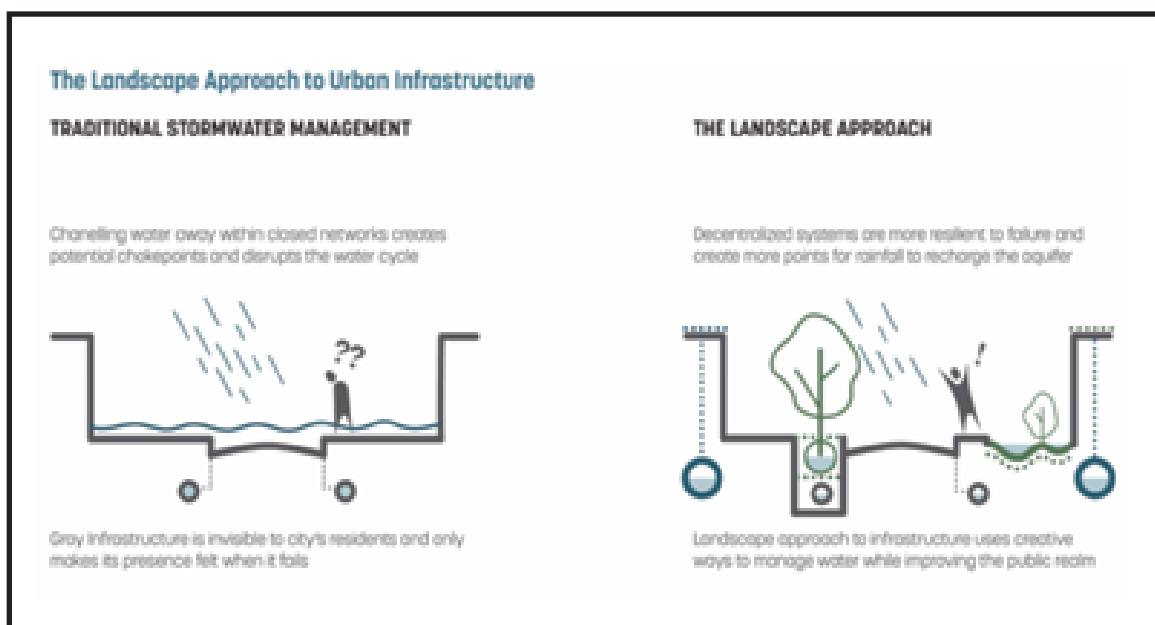 The Landscape Approach to Urban Infrastructure
TRADITIONAL STORMWATER MANAGEMENT
Chanelling water away within closed networks creates
potential chokepoints and disrupts the water cycle
??
Gray Infrastructure is invisible to city's residents and only
makes its presence felt when it fails
THE LANDSCAPE APPROACH
Decentralized systems are more resilient to failure and
create more points for rainfall to recharge the aquifer
!
Landscape approach to infrastructure uses creative
ways to manage water while improving the public realm